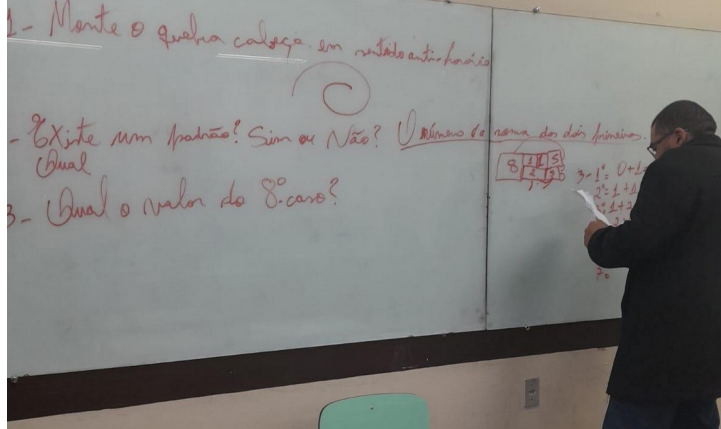 1- Monte o quebra cabeça em sentido anti-horário
- Existe um padrão? Sim ou Não? O número é a soma dos dois primeiros.
Qual
3- Qual o valor do 8º caso?
8 1 1 5
2 3
3- 1º = 0+1
2º = 1+1
1+2
7º